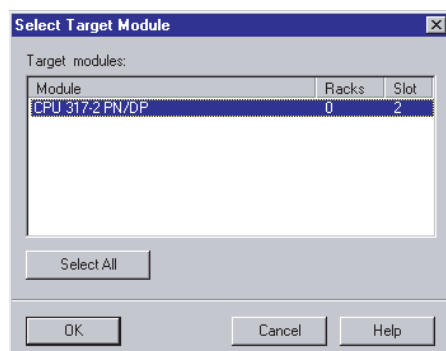 Select Target Module
Target modules:
Module Racks Slot
CPU 317-2 PN/DP 0 2
Select All
OK Cancel Help